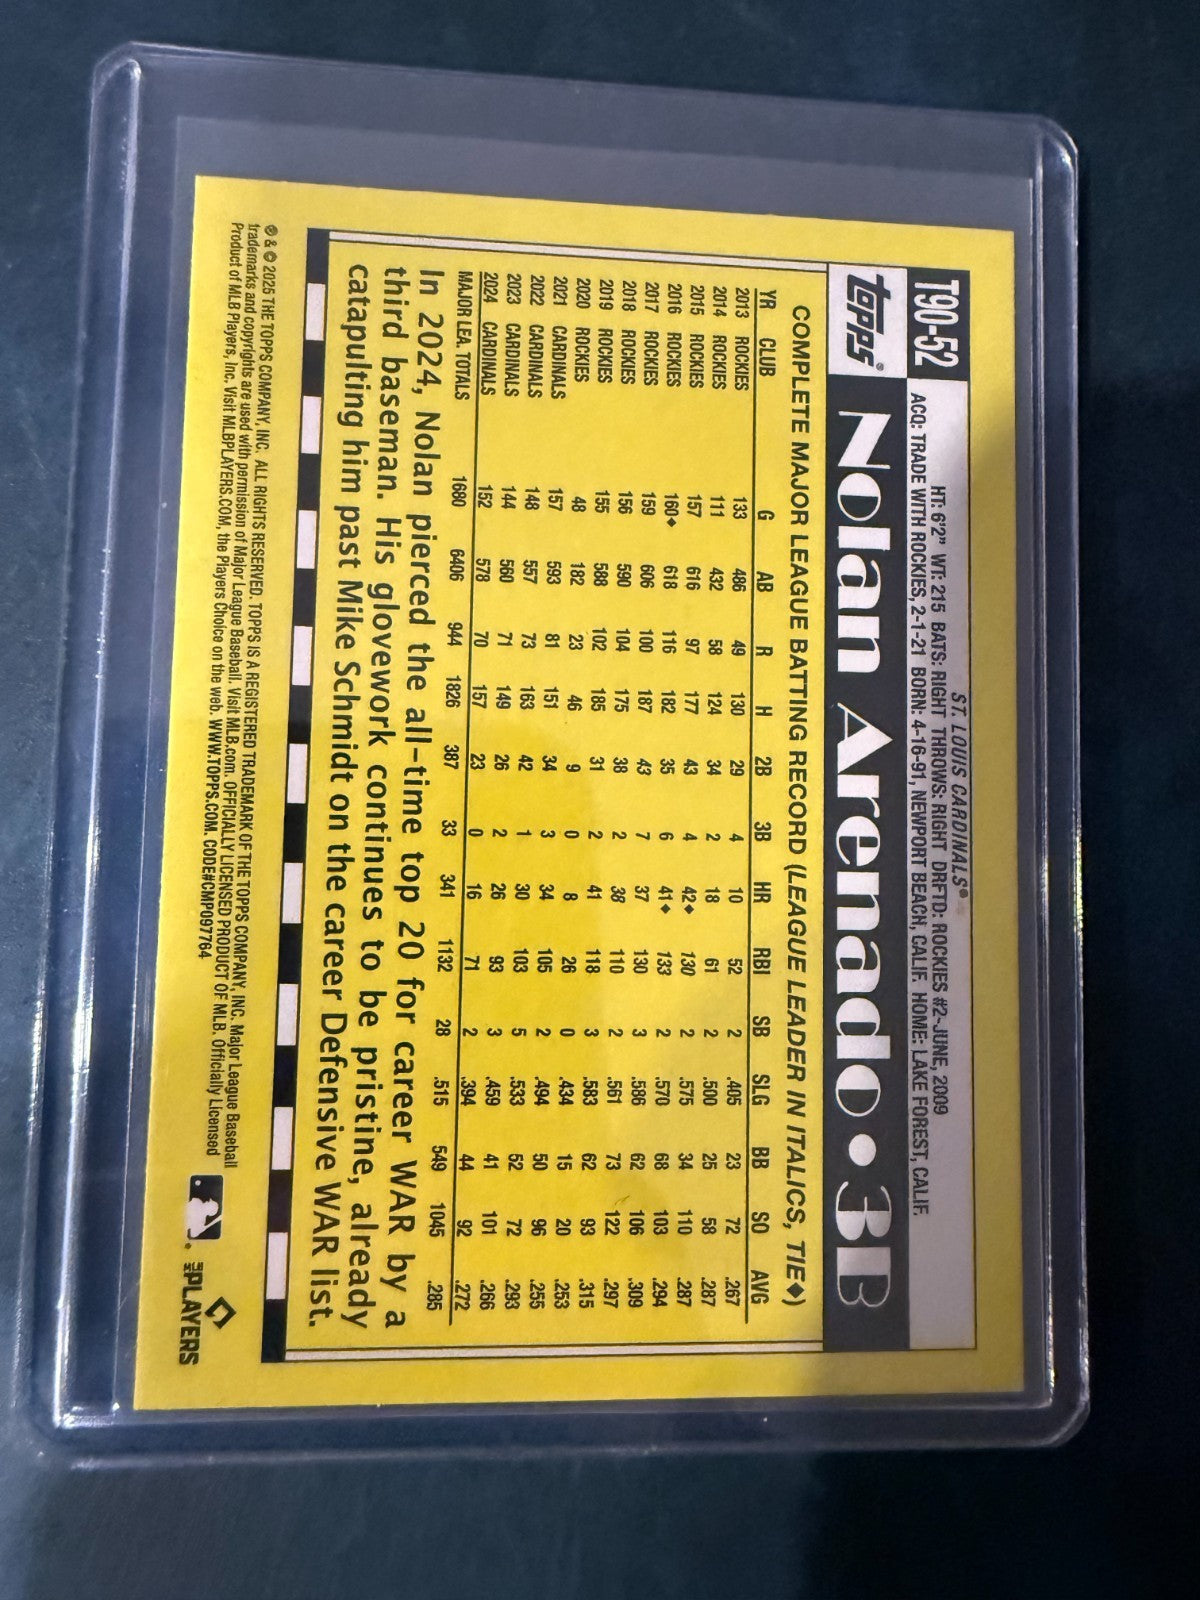 T90-52
ST. LOUIS CARDINALS®
HT: 6'2" WT: 215 BATS: RIGHT THROWS: RIGHT DRFTD: ROCKIES #2-JUNE, 2009
ACQ: TRADE WITH ROCKIES, 2-1-21 BORN: 4-16-91, NEWPORT BEACH, CALIF. HOME: LAKE FOREST, CALIF.
topps® Nolan Arenado • 3B
COMPLETE MAJOR LEAGUE BATTING RECORD (LEAGUE LEADER IN ITALICS, TIE♦)
YR CLUB G AB R H 2B 3B HR RBI SB SLG BB SO AVG
2013 ROCKIES 133 486 49 130 29 4 10 52 2 .405 23 72 .267
2014 ROCKIES 111 432 58 124 34 2 18 61 2 .500 25 58 .287
2015 ROCKIES 157 616 97 177 43 4 42♦ 130 2 .575 34 110 .287
2016 ROCKIES 160♦ 618 116 182 35 6 41♦ 133 2 .570 68 103 .294
2017 ROCKIES 159 606 100 187 43 7 37 130 3 .586 62 106 .309
2018 ROCKIES 156 590 104 175 38 2 38 110 2 .561 73 122 .297
2019 ROCKIES 155 588 102 185 31 2 41 118 3 .583 62 93 .315
2020 ROCKIES 48 182 23 46 9 0 8 26 0 .434 15 20 .253
2021 CARDINALS 157 593 81 151 34 3 34 105 2 .494 50 96 .255
2022 CARDINALS 148 557 73 163 42 1 30 103 5 .533 52 72 .293
2023 CARDINALS 144 560 71 149 26 2 26 93 3 .459 41 101 .266
2024 CARDINALS 152 578 70 157 23 0 16 71 2 .394 44 92 .272
MAJOR LEA. TOTALS 1680 6406 944 1826 387 33 341 1132 28 .515 549 1045 .285
In 2024, Nolan pierced the all-time top 20 for career WAR by a
third baseman. His glovework continues to be pristine, already
catapulting him past Mike Schmidt on the career Defensive WAR list.
® & © 2025 THE TOPPS COMPANY, INC. ALL RIGHTS RESERVED. TOPPS IS A REGISTERED TRADEMARK OF THE TOPPS COMPANY, INC. Major League Baseball
trademarks and copyrights are used with permission of Major League Baseball. Visit MLB.com. OFFICIALLY LICENSED PRODUCT OF MLB. Officially Licensed
Product of MLB Players, Inc. Visit MLBPLAYERS.COM, the Players Choice on the web. WWW.TOPPS.COM. CODE#CMP097764
MLB PLAYERS